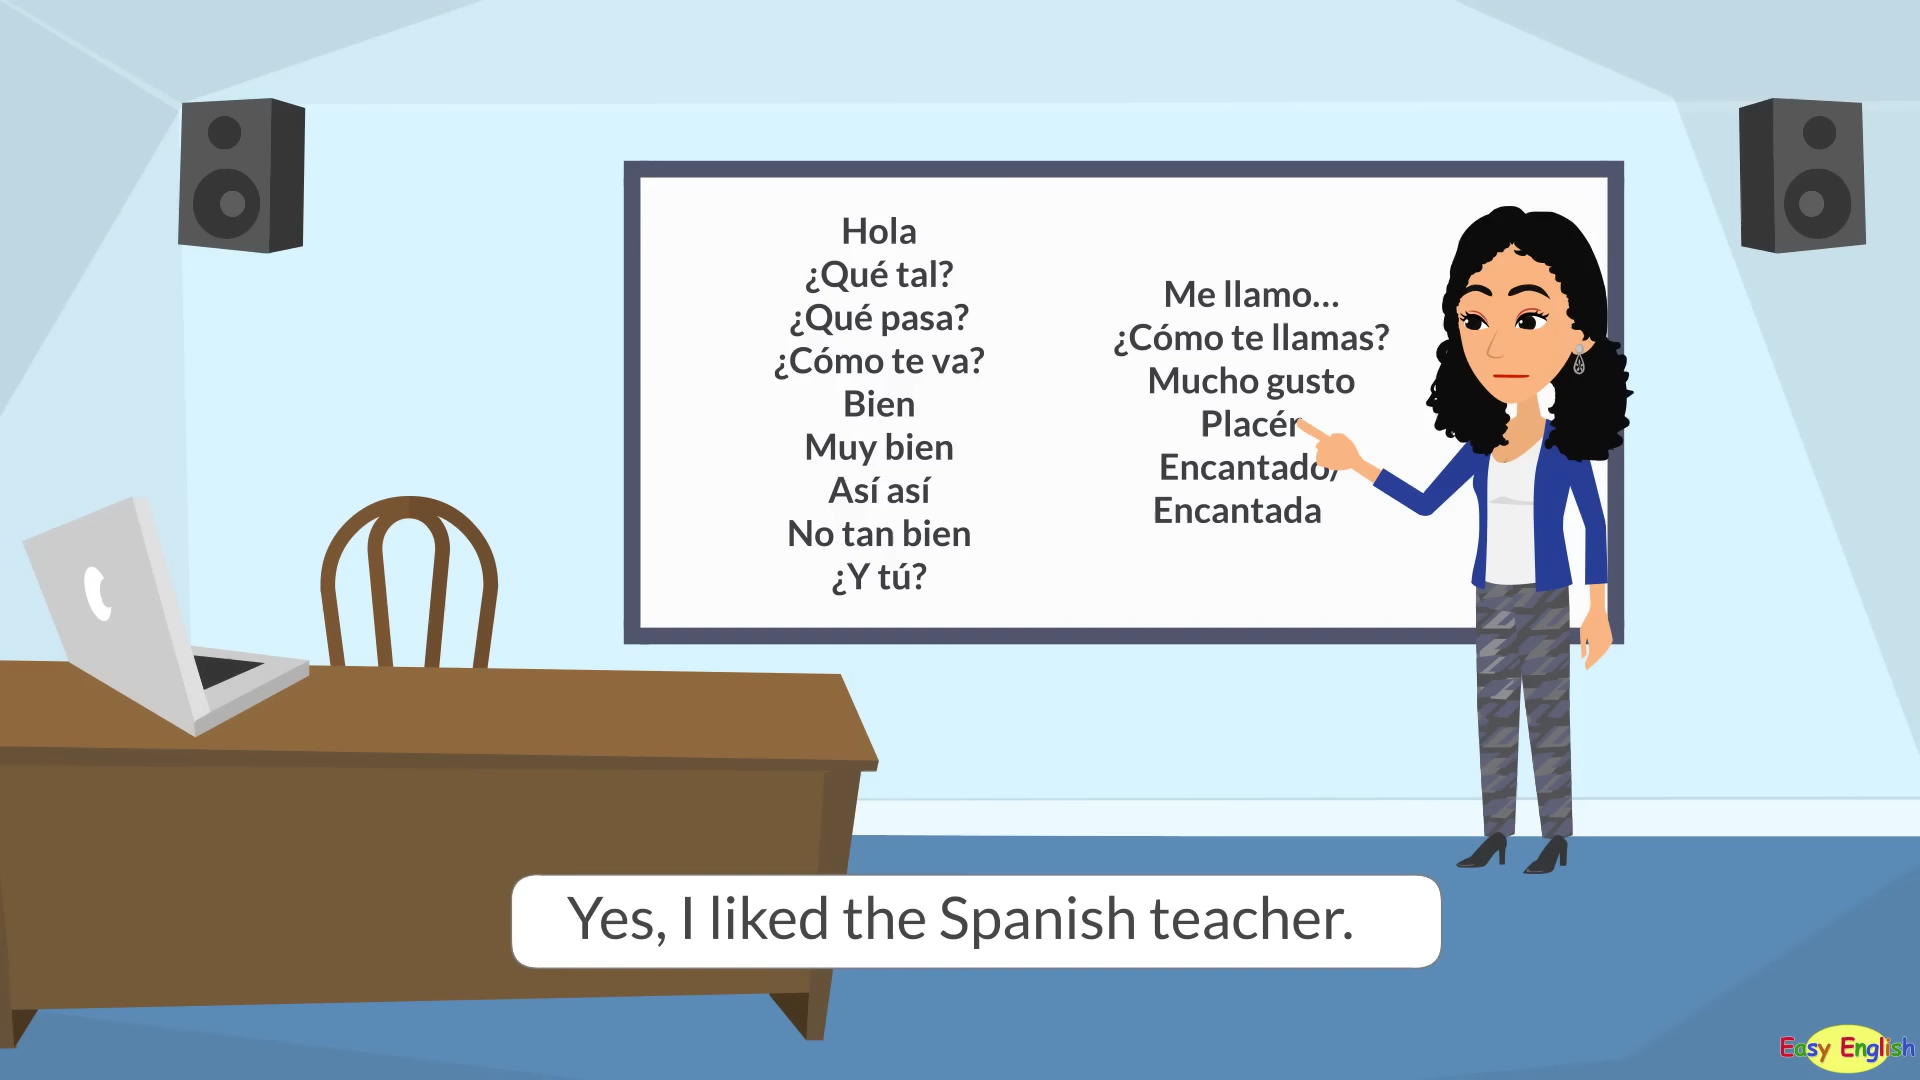 Hola
¿Qué tal?
¿Qué pasa?
¿Cómo te va?
Bien
Muy bien
Así así
No tan bien
¿Y tú?
Me llamo...
¿Cómo te llamas?
Mucho gusto
Placér
Encantado/
Encantada
Yes, I liked the Spanish teacher.
Easy English